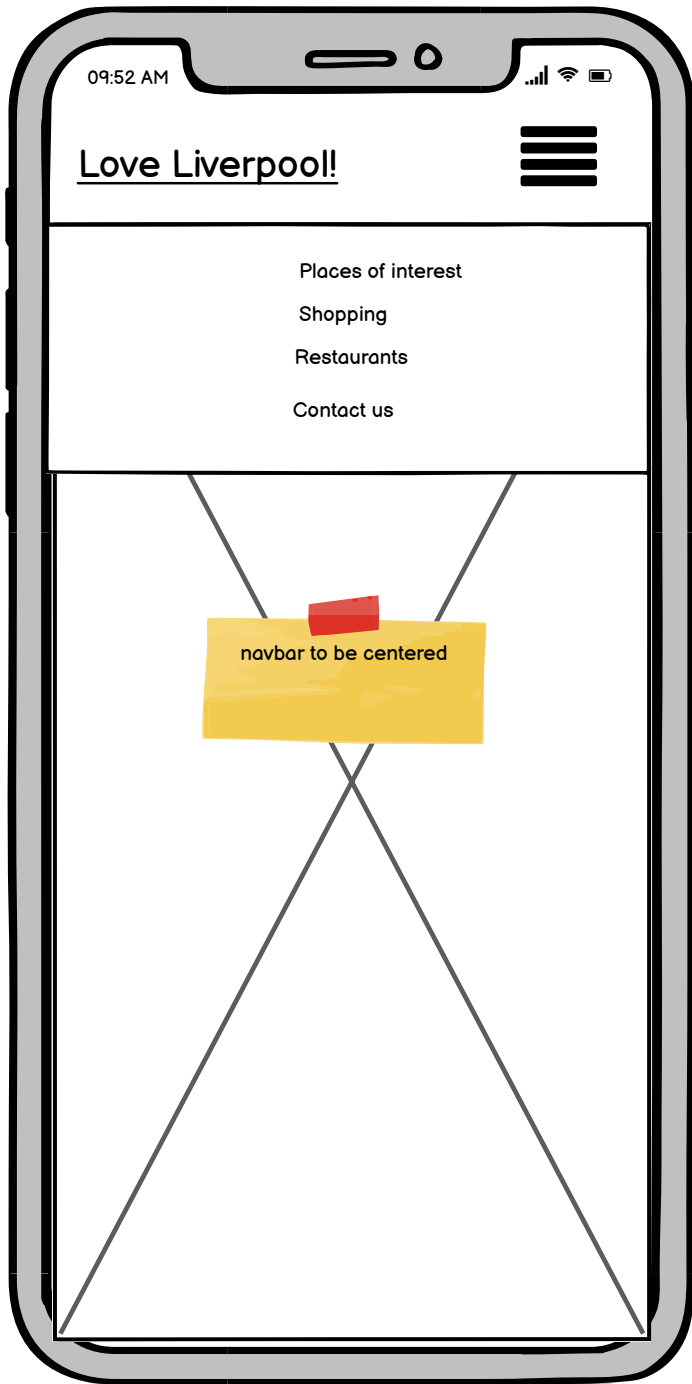 09:52 AM
Love Liverpool!
Places of interest
Shopping
Restaurants
Contact us
navbar to be centered